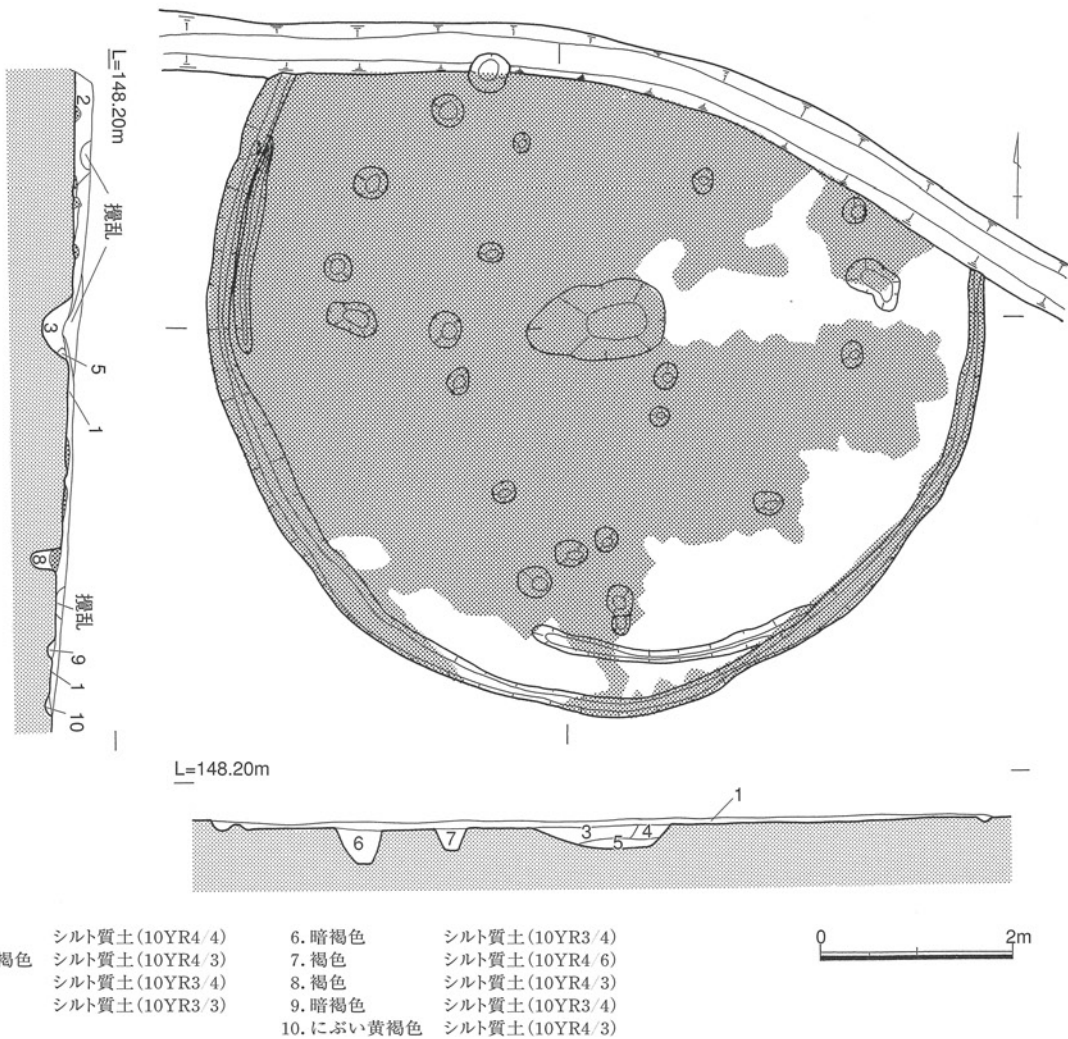 L=148.20m
2
攪乱
3
5
1
8
攪乱
9
1
10
L=148.20m
1
3
4
5
6
7
シルト質土(10YR4/4)
褐色 シルト質土(10YR4/3)
シルト質土(10YR3/4)
シルト質土(10YR3/3)
6. 暗褐色 シルト質土(10YR3/4)
7. 褐色 シルト質土(10YR4/6)
8. 褐色 シルト質土(10YR4/3)
9. 暗褐色 シルト質土(10YR3/4)
10. にぶい黄褐色 シルト質土(10YR4/3)
0 2m